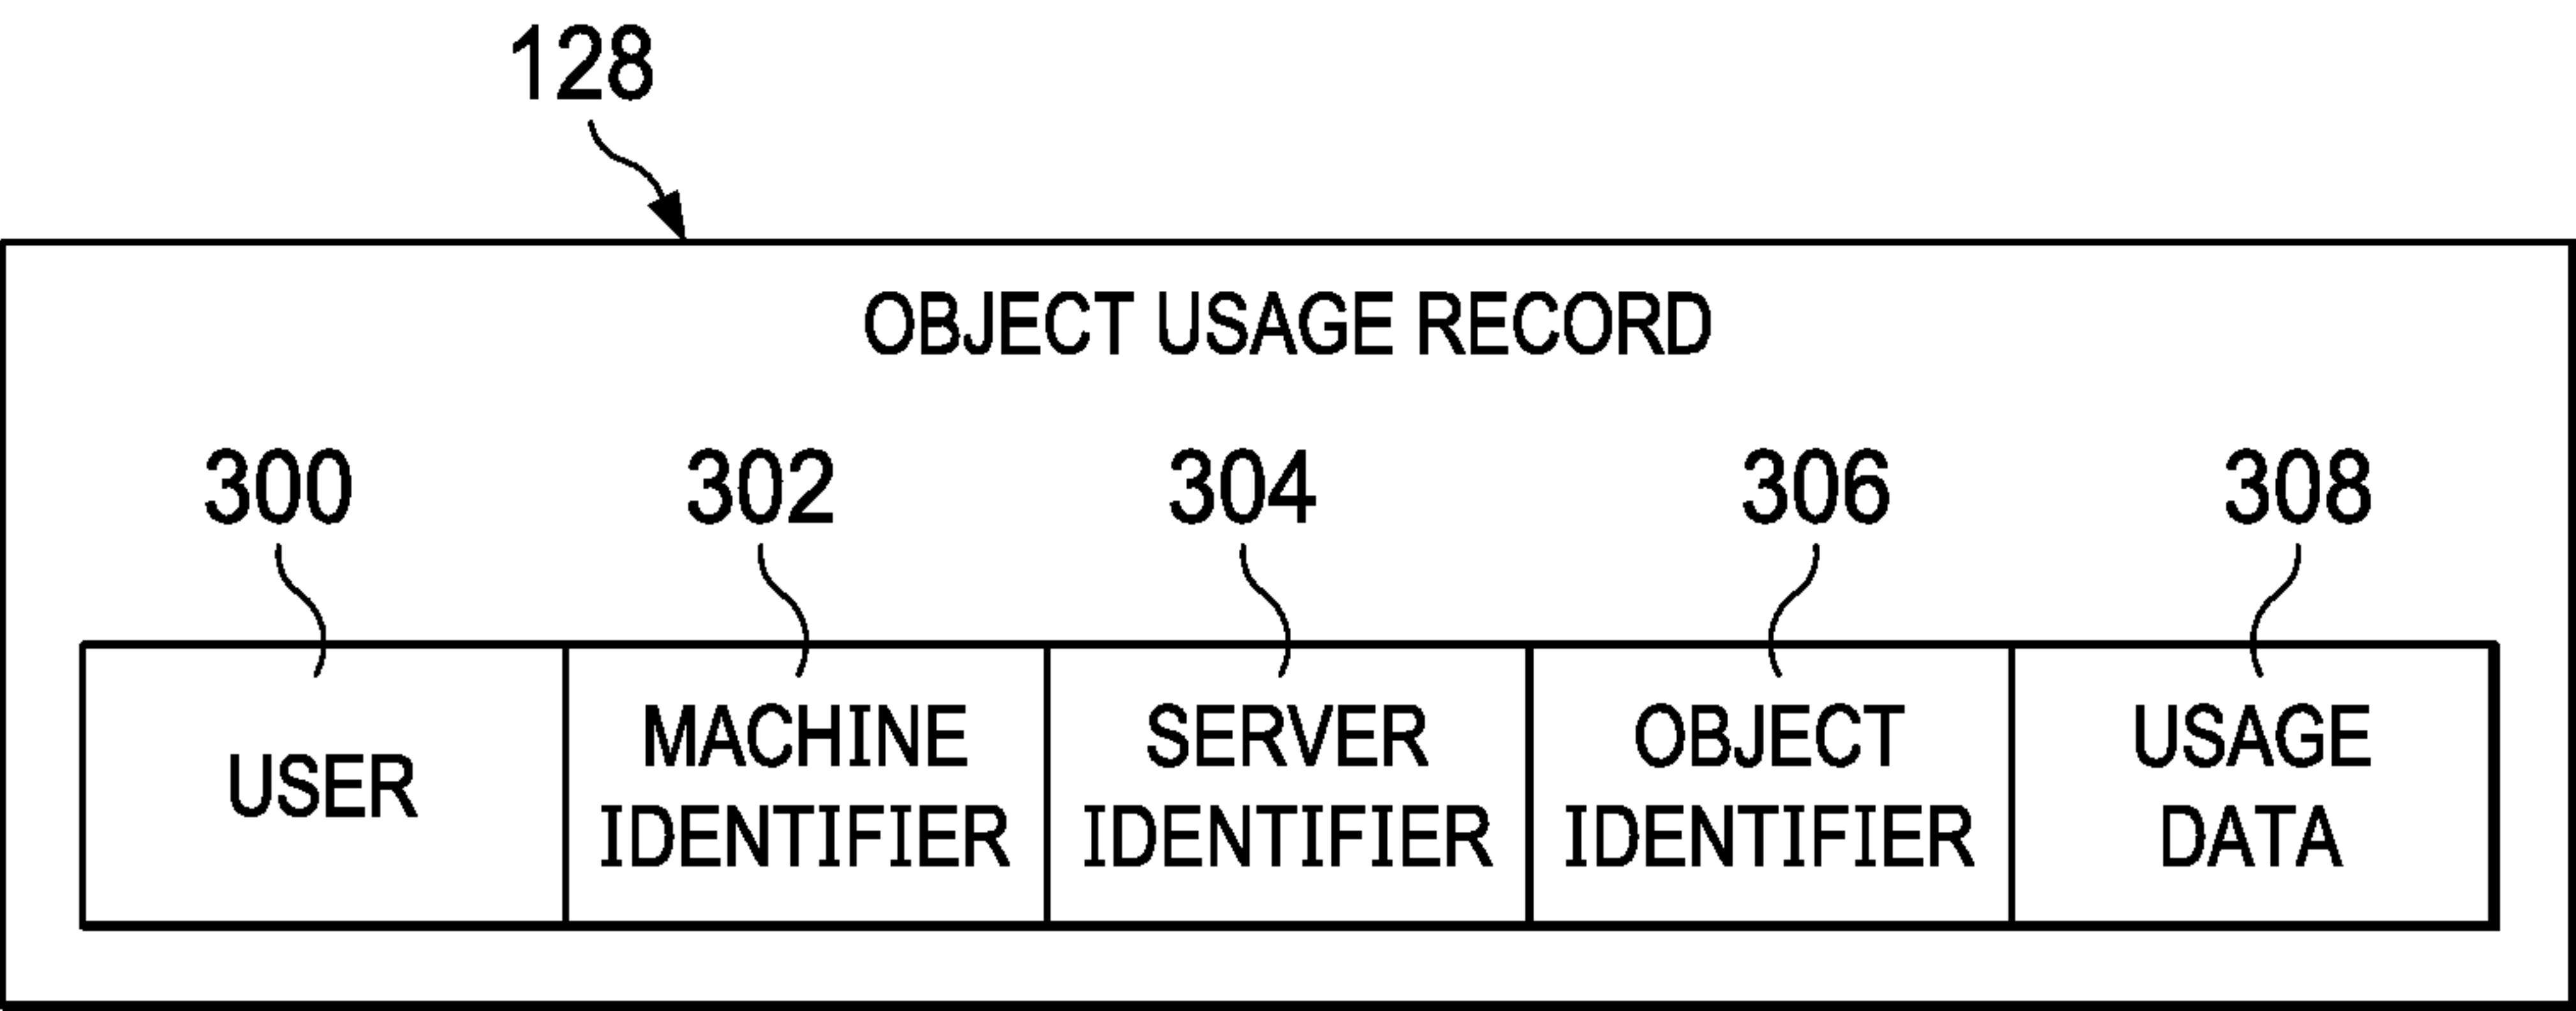 128
OBJECT USAGE RECORD
300 302 304 306 308
USER
MACHINE
IDENTIFIER
SERVER
IDENTIFIER
OBJECT
IDENTIFIER
USAGE
DATA